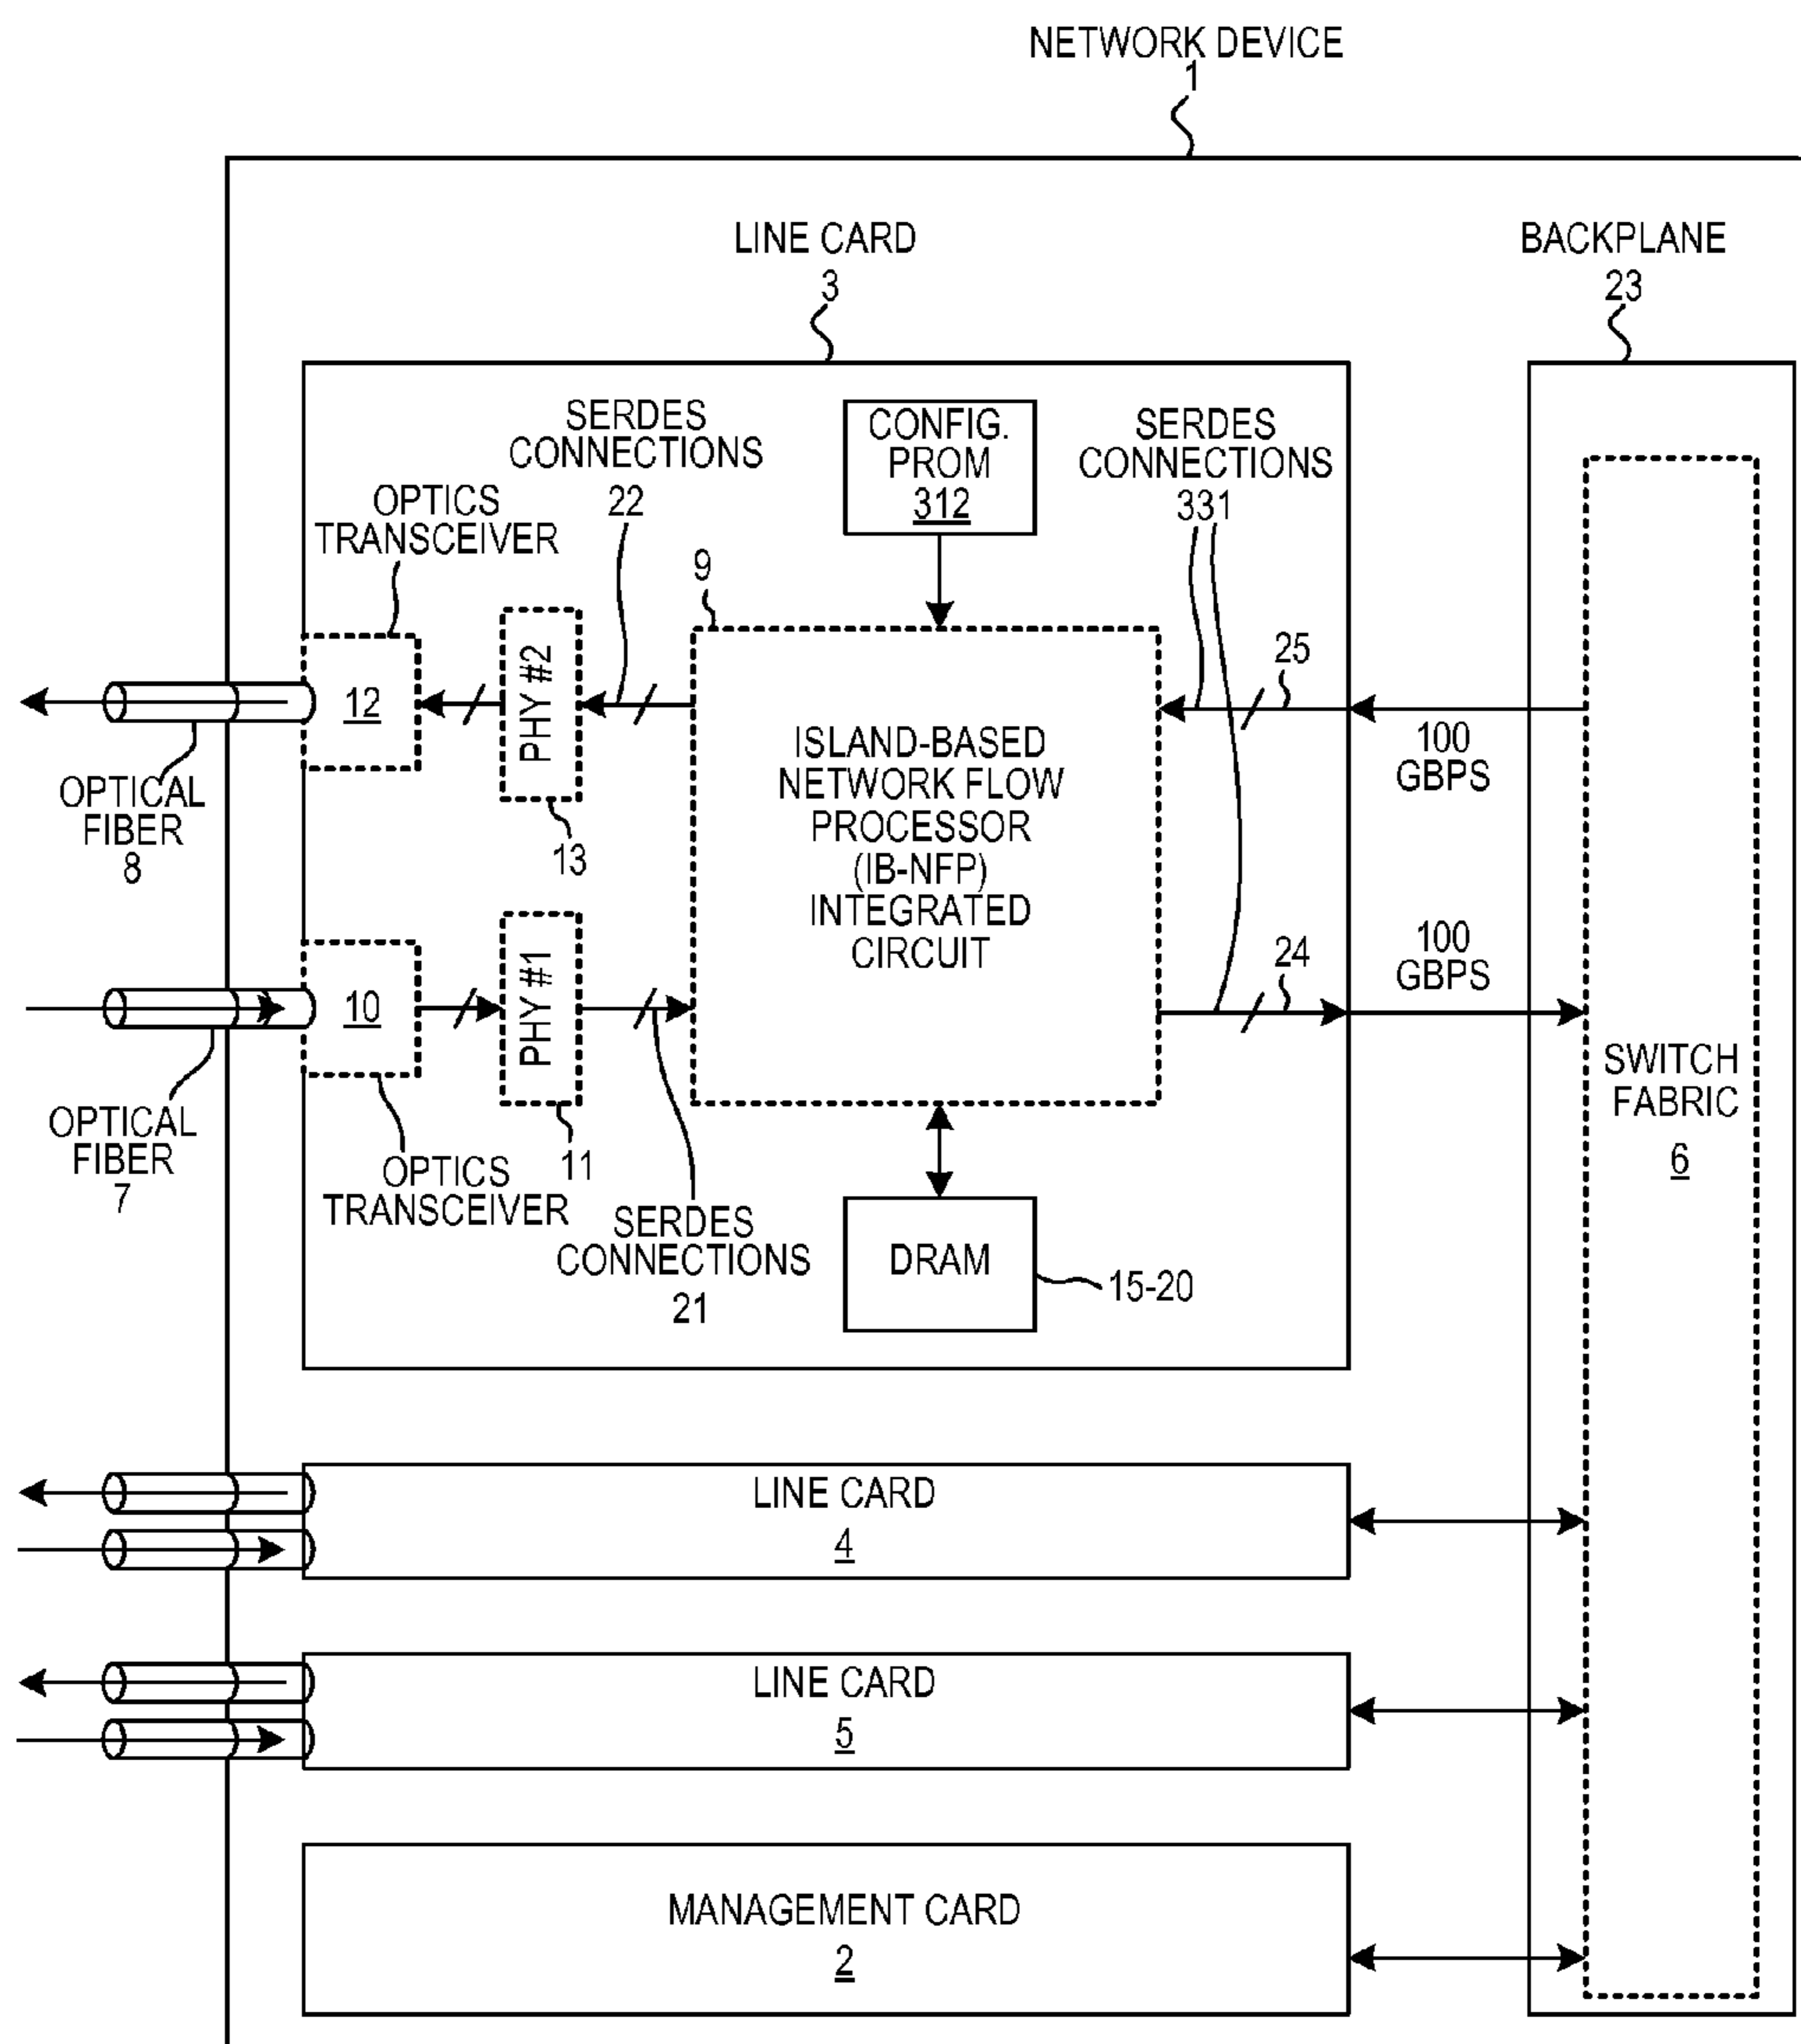 NETWORK DEVICE
1
LINE CARD
3
BACKPLANE
23
SERDES
CONNECTIONS
22
CONFIG.
PROM
312
SERDES
CONNECTIONS
331
OPTICS
TRANSCEIVER
9
12
PHY #2
13
25
100
GBPS
OPTICAL
FIBER
8
ISLAND-BASED
NETWORK FLOW
PROCESSOR
(IB-NFP)
INTEGRATED
CIRCUIT
10
PHY #1
11
24
100
GBPS
SWITCH
FABRIC
6
OPTICAL
FIBER
7
OPTICS
TRANSCEIVER
SERDES
CONNECTIONS
21
DRAM
15-20
LINE CARD
4
LINE CARD
5
MANAGEMENT CARD
2